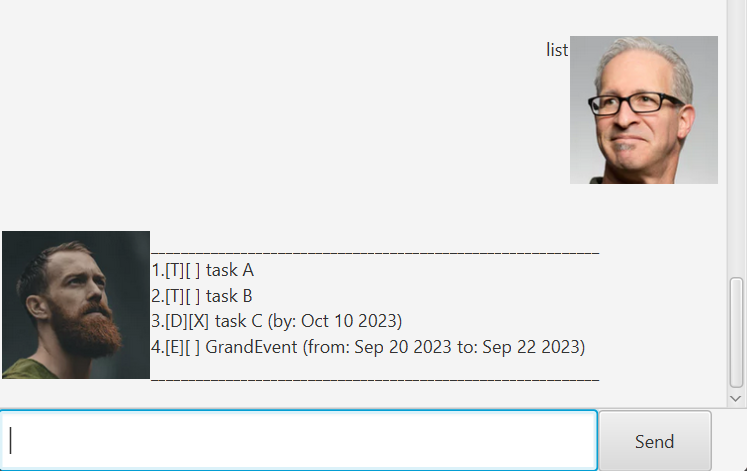 list
____________________________________________________________
1.[T][ ] task A
2.[T][ ] task B
3.[D][X] task C (by: Oct 10 2023)
4.[E][ ] GrandEvent (from: Sep 20 2023 to: Sep 22 2023)
____________________________________________________________
Send